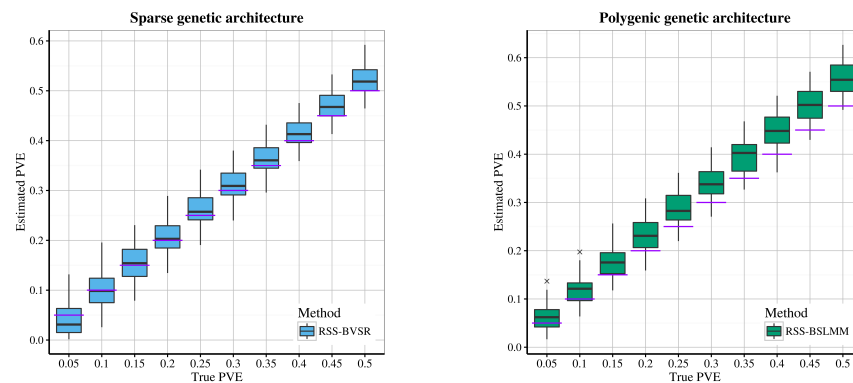 Sparse genetic architecture
Estimated PVE
0.6
0.5
0.4
0.3
0.2
0.1
0.0
Method
RSS-BVSR
0.05 0.1 0.15 0.2 0.25 0.3 0.35 0.4 0.45 0.5
True PVE
Polygenic genetic architecture
Estimated PVE
0.6
0.5
0.4
0.3
0.2
0.1
0.0
Method
RSS-BSLMM
0.05 0.1 0.15 0.2 0.25 0.3 0.35 0.4 0.45 0.5
True PVE